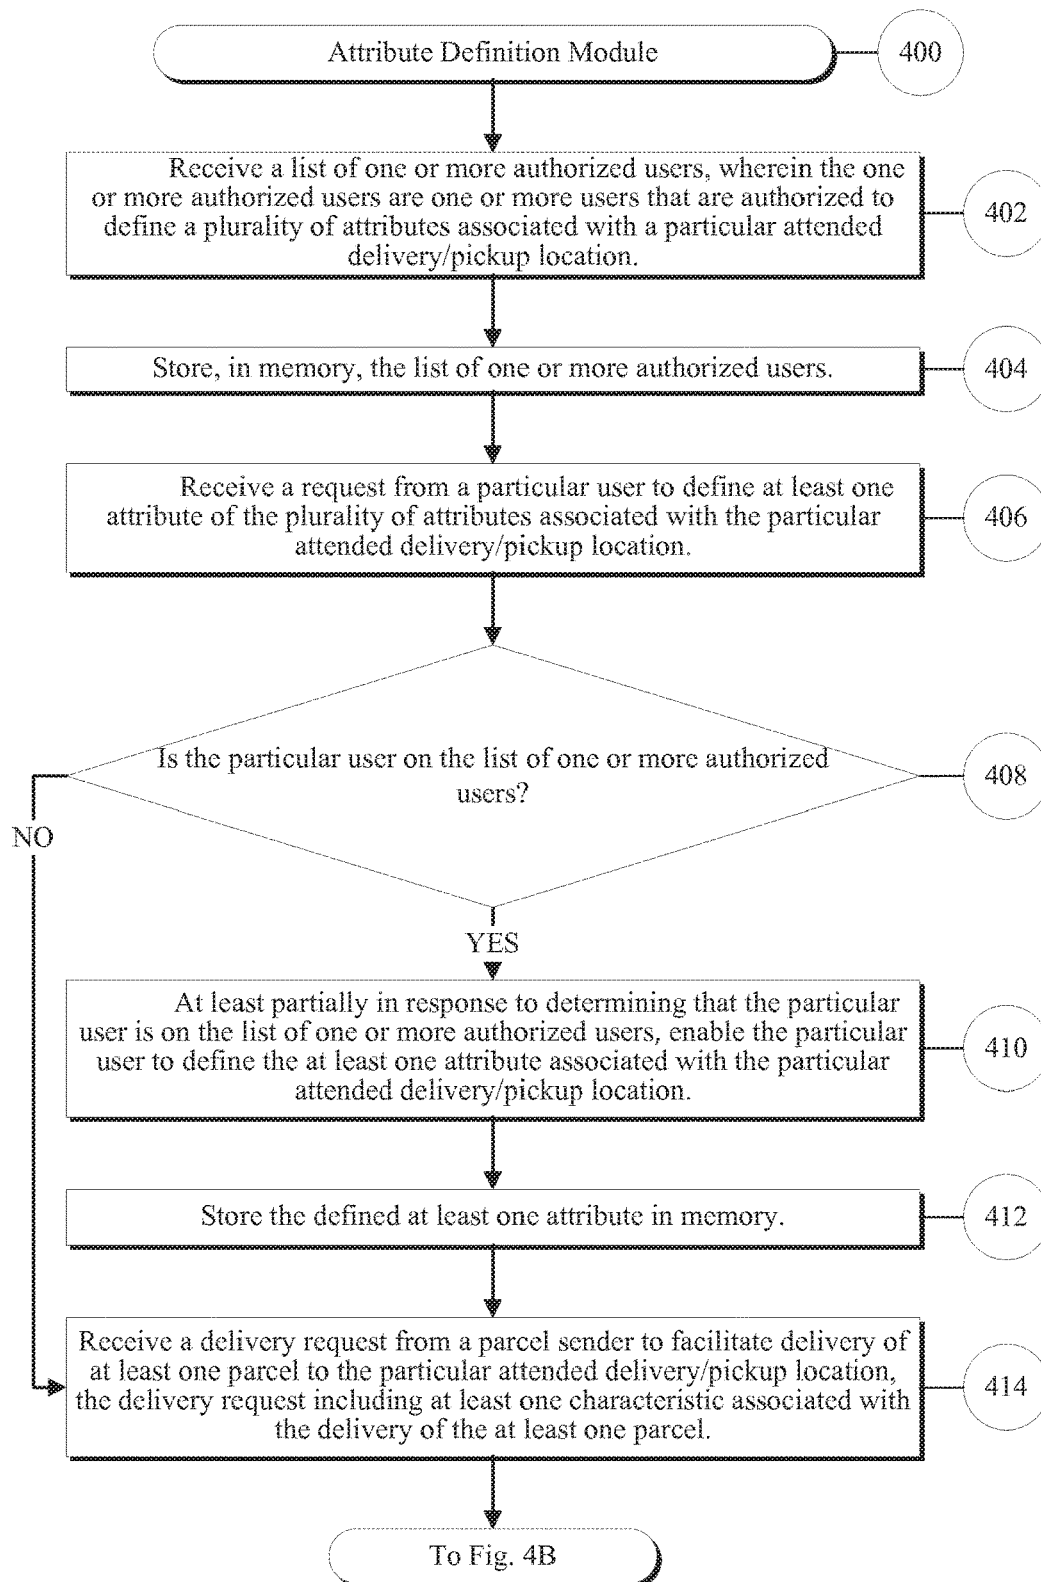 Attribute Definition Module
400
Receive a list of one or more authorized users, wherein the one
or more authorized users are one or more users that are authorized to
define a plurality of attributes associated with a particular attended
delivery/pickup location.
402
Store, in memory, the list of one or more authorized users.
404
Receive a request from a particular user to define at least one
attribute of the plurality of attributes associated with the particular
attended delivery/pickup location.
406
Is the particular user on the list of one or more authorized
users?
408
NO
YES
At least partially in response to determining that the particular
user is on the list of one or more authorized users, enable the particular
user to define the at least one attribute associated with the particular
attended delivery/pickup location.
410
Store the defined at least one attribute in memory.
412
Receive a delivery request from a parcel sender to facilitate delivery of
at least one parcel to the particular attended delivery/pickup location,
the delivery request including at least one characteristic associated with
the delivery of the at least one parcel.
414
To Fig. 4B